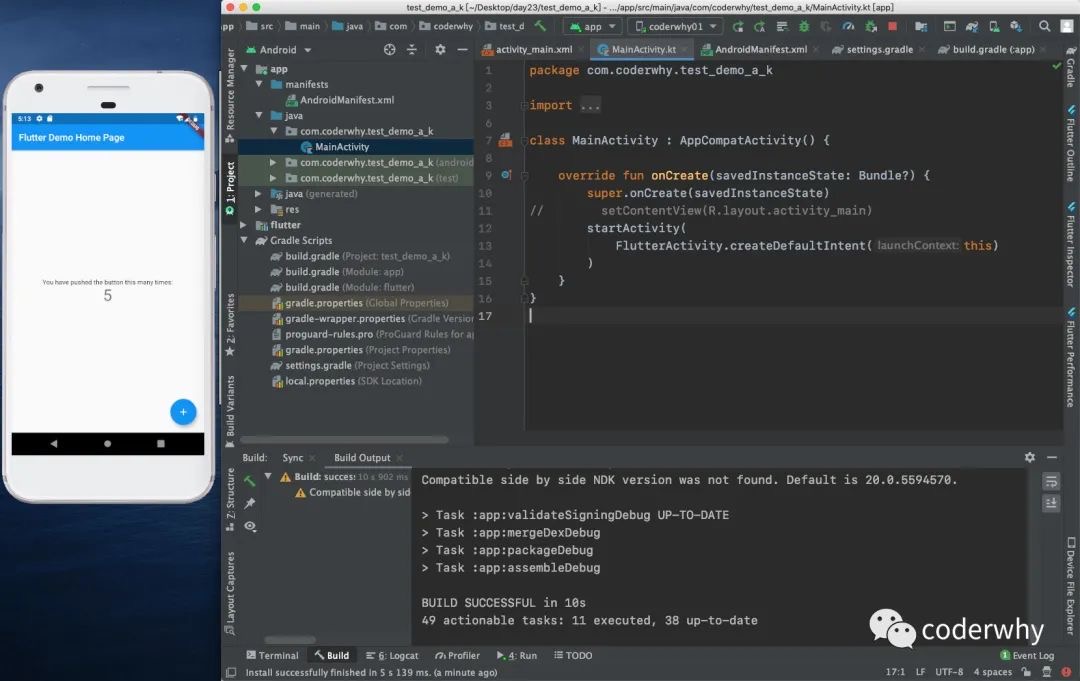 test_demo_a_k [~/Desktop/day23/test_demo_a_k] - .../app/src/main/java/com/coderwhy/test_demo_a_k/MainActivity.kt [app]
src main java com coderwhy test_d app coderwhy01
Android
activity_main.xml MainActivity.kt AndroidManifest.xml settings.gradle build.gradle (:app)
Resource Manager
1: Project
2: Favorites
Build Variants
Z: Structure
Layout Captures
app
manifests
AndroidManifest.xml
java
com.coderwhy.test_demo_a_k
MainActivity
com.coderwhy.test_demo_a_k (android
com.coderwhy.test_demo_a_k (test)
java (generated)
res
flutter
Gradle Scripts
build.gradle (Project: test_demo_a_k)
build.gradle (Module: app)
build.gradle (Module: flutter)
gradle.properties (Global Properties)
gradle-wrapper.properties (Gradle Version
proguard-rules.pro (ProGuard Rules for ap
gradle.properties (Project Properties)
settings.gradle (Project Settings)
local.properties (SDK Location)
1 package com.coderwhy.test_demo_a_k
2
3 import ...
6
7 class MainActivity : AppCompatActivity() {
8
9 override fun onCreate(savedInstanceState: Bundle?) {
10 super.onCreate(savedInstanceState)
11 // setContentView(R.layout.activity_main)
12 startActivity(
13 FlutterActivity.createDefaultIntent( launchContext: this)
14 )
15 }
16 }
17
Gradle
Flutter Outline
Flutter Inspector
Flutter Performance
Device File Explorer
5:13
Flutter Demo Home Page
You have pushed the button this many times:
5
+
Build: Sync Build Output
Build: succes 10 s 902 ms
Compatible side by sid
Compatible side by side NDK version was not found. Default is 20.0.5594570.
> Task :app:validateSigningDebug UP-TO-DATE
> Task :app:mergeDexDebug
> Task :app:packageDebug
> Task :app:assembleDebug
BUILD SUCCESSFUL in 10s
49 actionable tasks: 11 executed, 38 up-to-date
coderwhy
Terminal Build 6: Logcat Profiler 4: Run TODO 1 Event Log
Install successfully finished in 5 s 139 ms. (a minute ago) 17:1 LF UTF-8 4 spaces